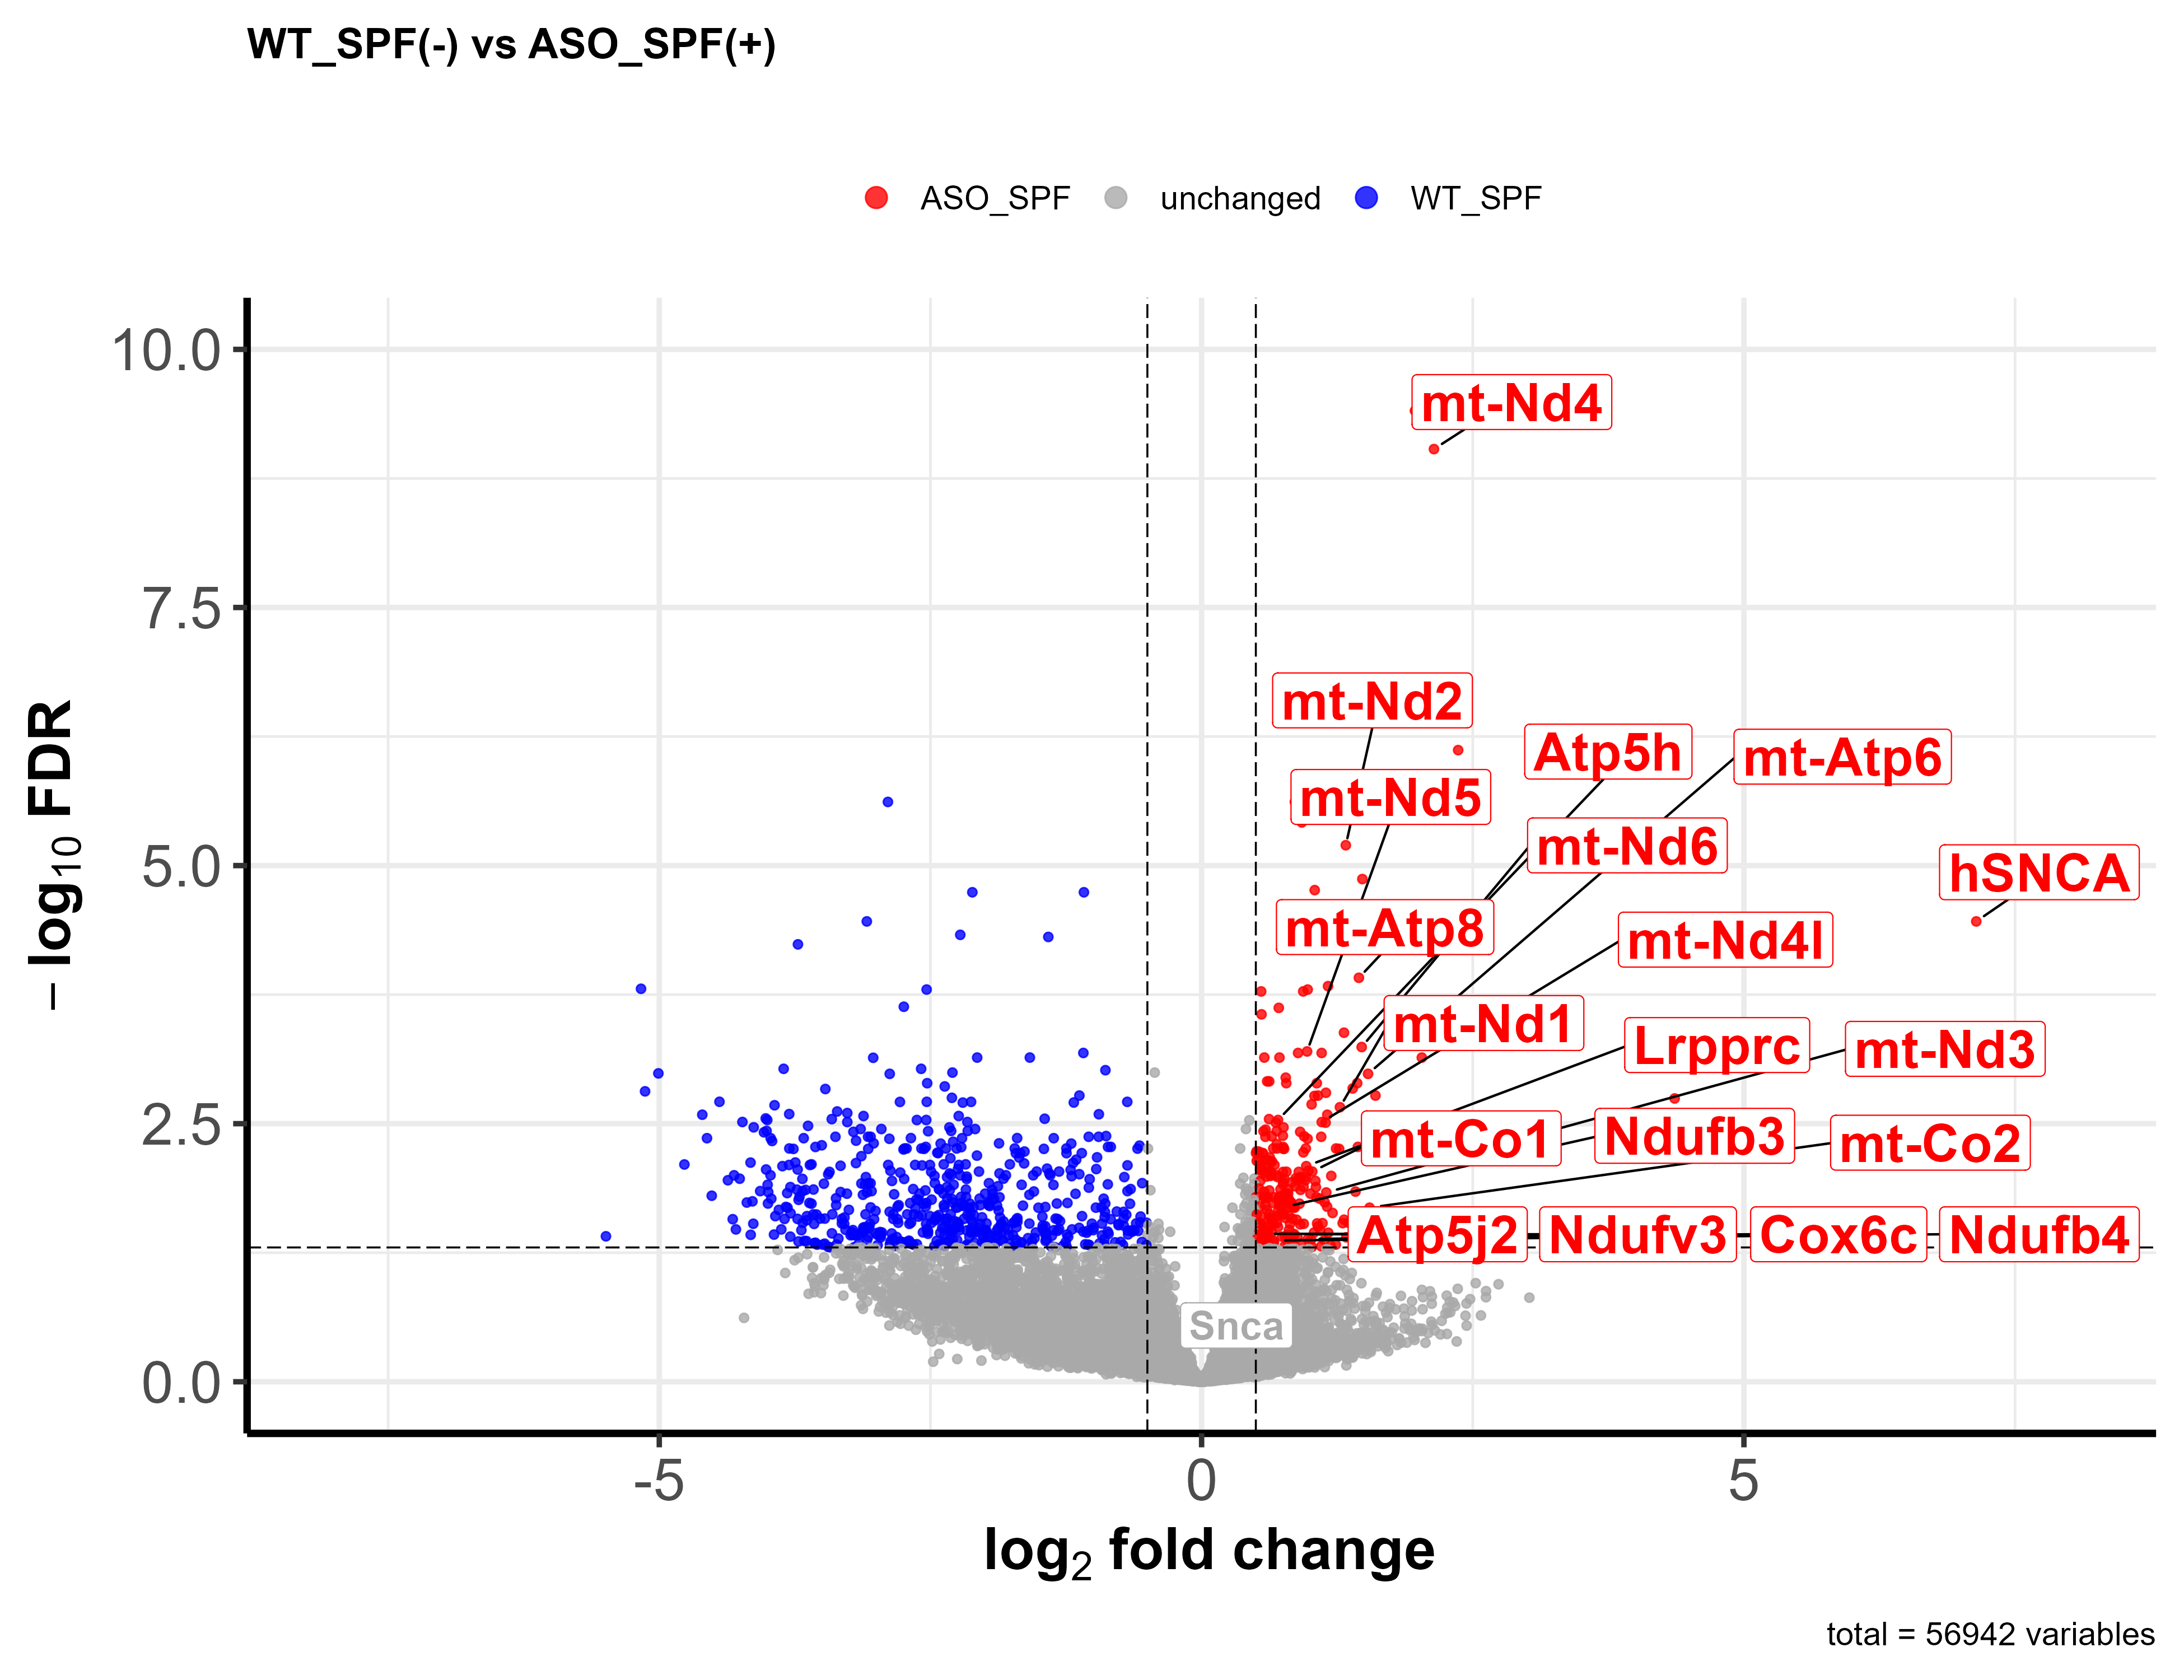 WT_SPF(-) vs ASO_SPF(+)
ASO_SPF unchanged WT_SPF
10.0
7.5
5.0
2.5
0.0
− log10 FDR
mt-Nd4
mt-Nd2
Atp5h
mt-Atp6
mt-Nd5
mt-Nd6
hSNCA
mt-Atp8
mt-Nd4l
mt-Nd1
Lrpprc
mt-Nd3
mt-Co1
Ndufb3
mt-Co2
Atp5j2
Ndufv3
Cox6c
Ndufb4
Snca
-5 0 5
log2 fold change
total = 56942 variables